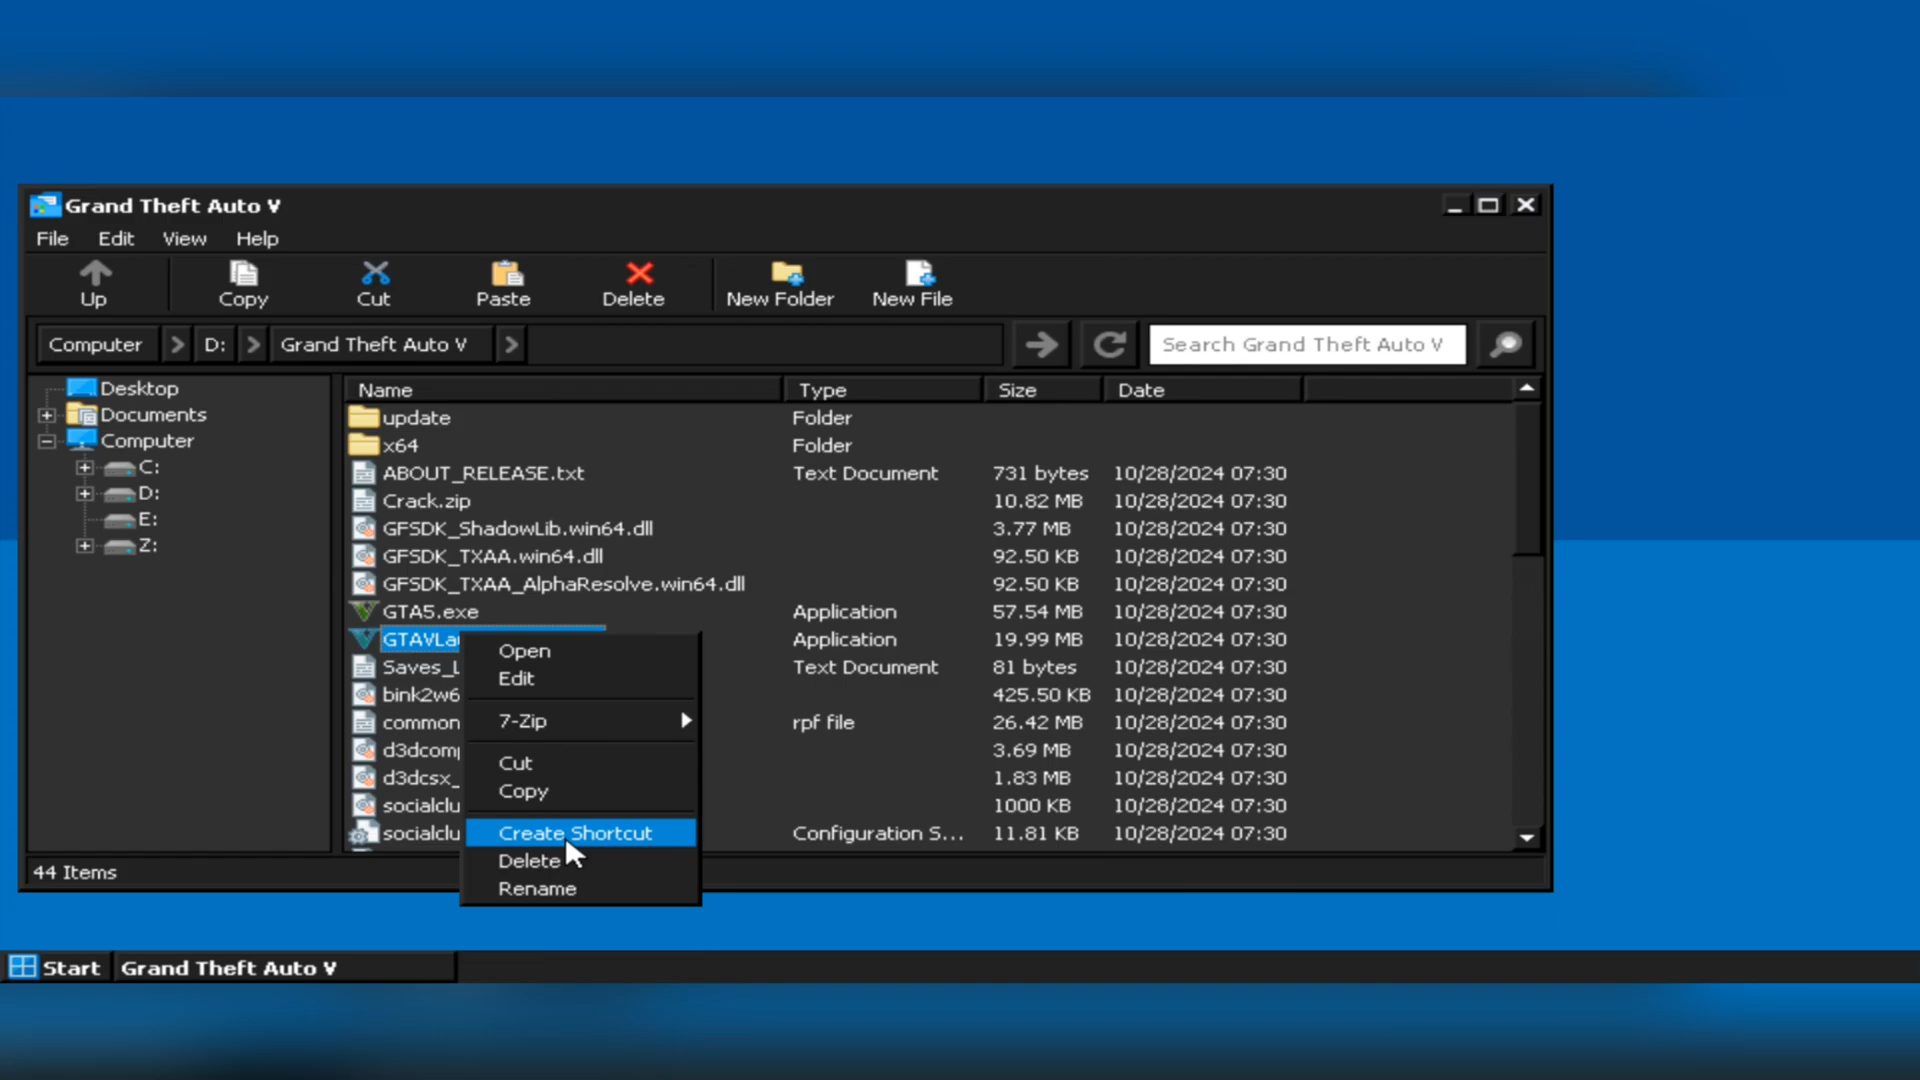 Grand Theft Auto V
File Edit View Help
Up Copy Cut Paste Delete New Folder New File
Computer D: Grand Theft Auto V Search Grand Theft Auto V
Name Type Size Date
Desktop
Documents
Computer
C:
D:
E:
Z:
update Folder
x64 Folder
ABOUT_RELEASE.txt Text Document 731 bytes 10/28/2024 07:30
Crack.zip 10.82 MB 10/28/2024 07:30
GFSDK_ShadowLib.win64.dll 3.77 MB 10/28/2024 07:30
GFSDK_TXAA.win64.dll 92.50 KB 10/28/2024 07:30
GFSDK_TXAA_AlphaResolve.win64.dll 92.50 KB 10/28/2024 07:30
GTA5.exe Application 57.54 MB 10/28/2024 07:30
GTAVLa Application 19.99 MB 10/28/2024 07:30
Saves_L Text Document 81 bytes 10/28/2024 07:30
bink2w6 425.50 KB 10/28/2024 07:30
common rpf file 26.42 MB 10/28/2024 07:30
d3dcomp 3.69 MB 10/28/2024 07:30
d3dcsx_ 1.83 MB 10/28/2024 07:30
socialclu 1000 KB 10/28/2024 07:30
socialclu Configuration S... 11.81 KB 10/28/2024 07:30
Open
Edit
7-Zip
Cut
Copy
Create Shortcut
Delete
Rename
44 Items
Start Grand Theft Auto V